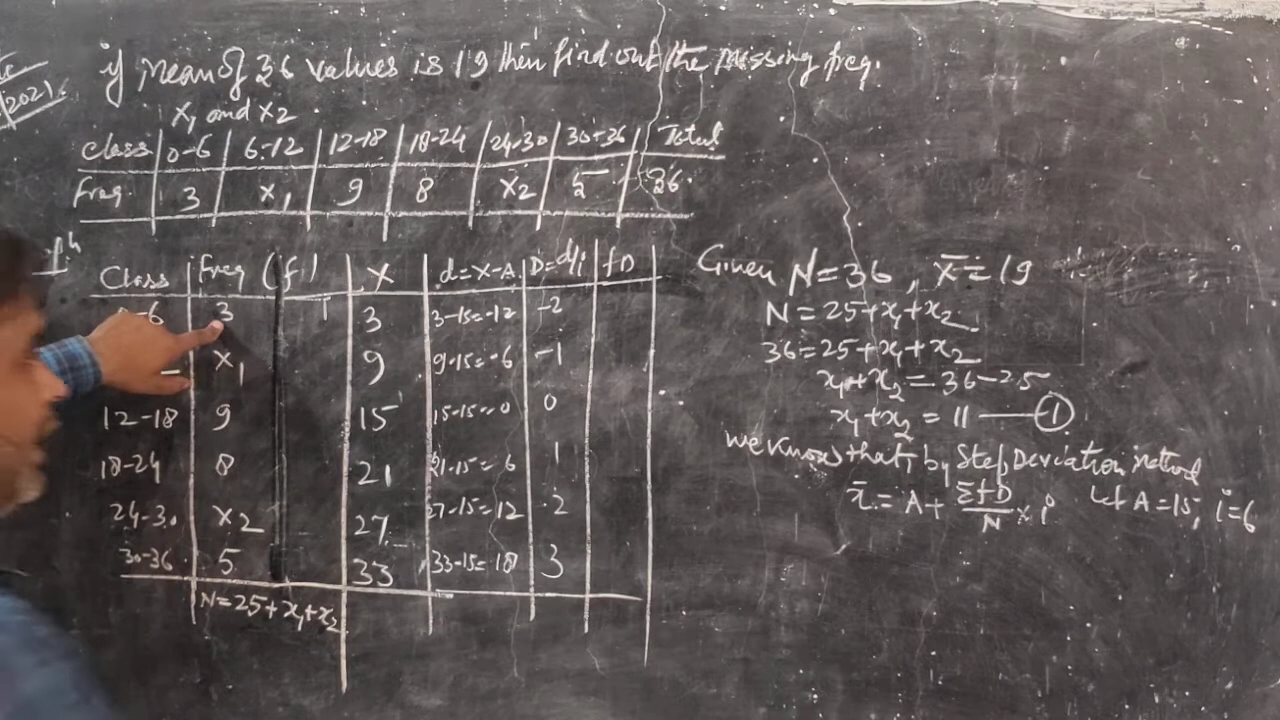 if Mean of 36 values is 19 then find out the missing freq.
2021.
x₁ and x₂
Class 0-6 6-12 12-18 18-24 24-30 30-36 Total
Freq. 3 x₁ 9 8 x₂ 5 36.
Class Freq (f) X d=X-A D=d/i fD
-6 3 3 3-15=-12 -2
x₁ 9 9-15=-6 -1
12-18 9 15 15-15=0 0
18-24 8 21 21-15=6 1
24-30 x₂ 27 27-15=12 2
30-36 5 33 33-15=18 3
N=25+x₁+x₂
Given N=36, x̄=19
N=25+x₁+x₂
36=25+x₁+x₂
x₁+x₂=36-25
x₁+x₂=11 — ①
we know that, by Step Deviation method
x̄=A+ΣfD/N×i Let A=15, i=6